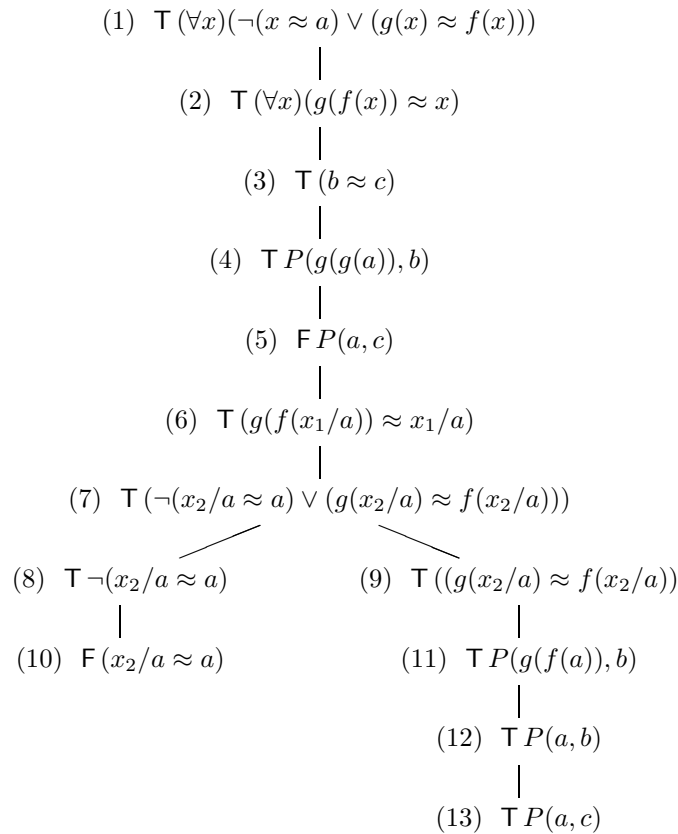 (1) T (∀x)(¬(x ≈ a) ∨ (g(x) ≈ f(x)))
(2) T (∀x)(g(f(x)) ≈ x)
(3) T (b ≈ c)
(4) T P(g(g(a)), b)
(5) F P(a, c)
(6) T (g(f(x₁/a)) ≈ x₁/a)
(7) T (¬(x₂/a ≈ a) ∨ (g(x₂/a) ≈ f(x₂/a)))
(8) T ¬(x₂/a ≈ a) (9) T ((g(x₂/a) ≈ f(x₂/a))
(10) F (x₂/a ≈ a) (11) T P(g(f(a)), b)
(12) T P(a, b)
(13) T P(a, c)